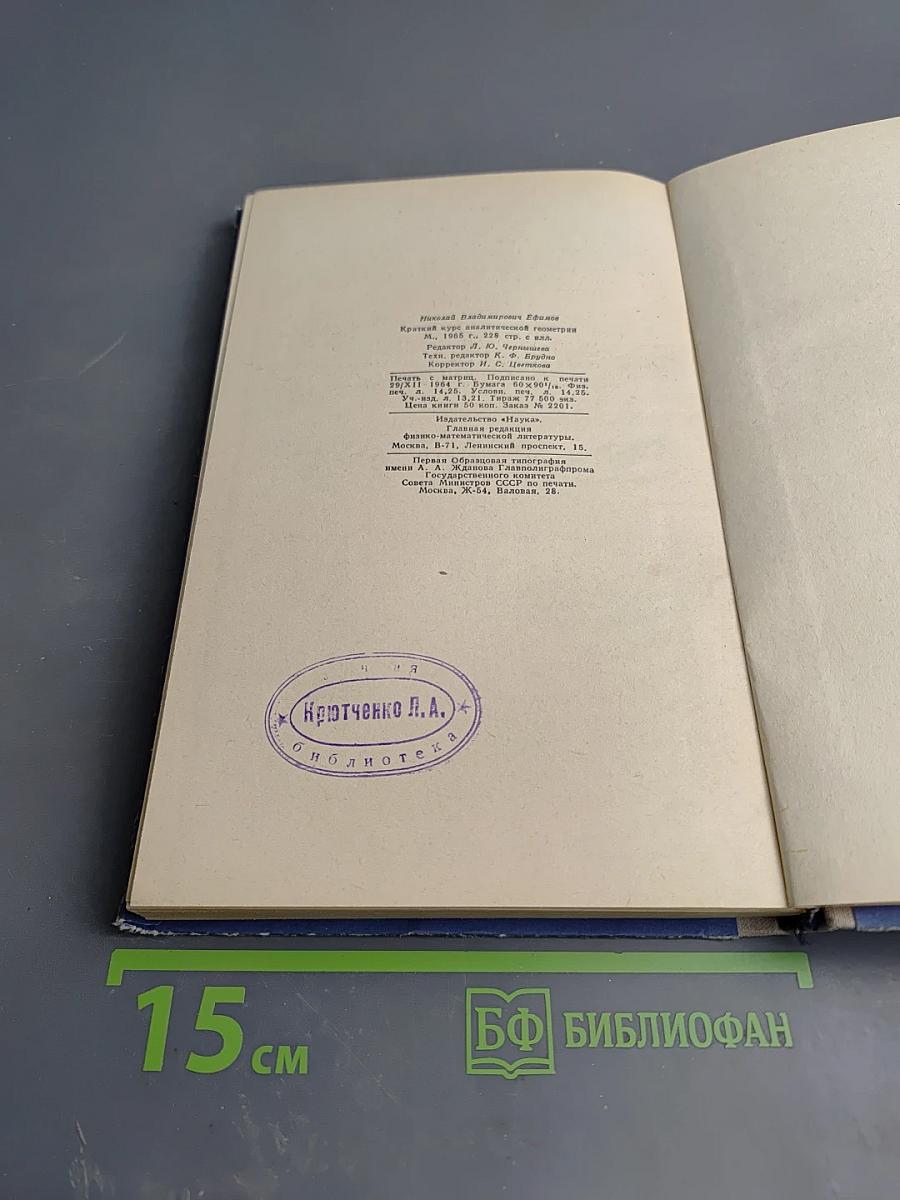 Николай Владимирович Ефимов
Краткий курс аналитической геометрии
М., 1965 г., 228 стр. с илл.
Редактор Л. Ю. Чернышева
Техн. редактор К. Ф. Брудно
Корректор И. С. Цветкова
Печать с матриц. Подписано к печати
29/XII 1964 г. Бумага 60×90¹/₁₆. Физ.
печ. л. 14,25. Условн. печ. л. 14,25.
Уч.-изд. л. 13,21. Тираж 77 500 экз.
Цена книги 50 коп. Заказ № 2201.
Издательство «Наука».
Главная редакция
физико-математической литературы.
Москва, В-71, Ленинский проспект, 15.
Первая Образцовая типография
имени А. А. Жданова Главполиграфпрома
Государственного комитета
Совета Министров СССР по печати.
Москва, Ж-54, Валовая, 28.
Крютченко Л.А.
библиотека
15 см
БФ БИБЛИОФАН